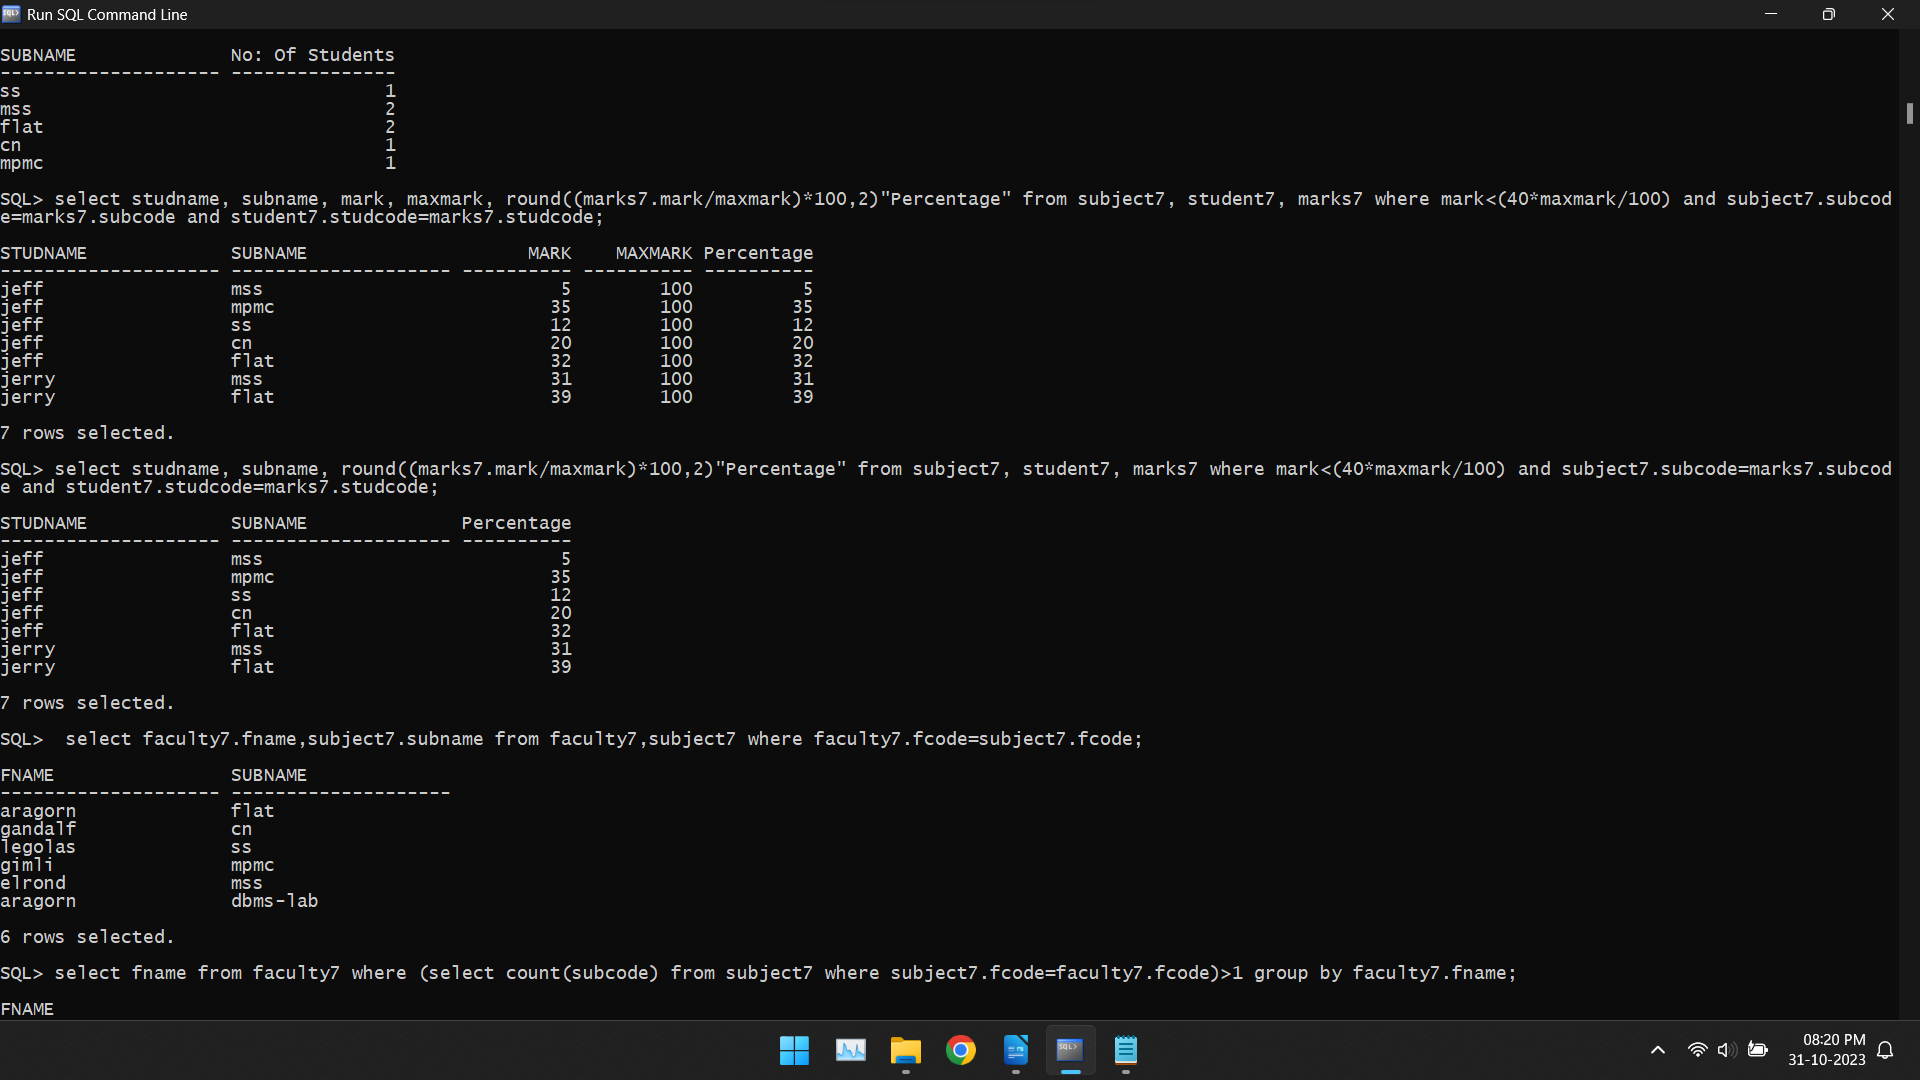 Run SQL Command Line
SUBNAME              No: Of Students
-------------------- ---------------
ss                                 1
mss                                2
flat                               2
cn                                 1
mpmc                               1
SQL> select studname, subname, mark, maxmark, round((marks7.mark/maxmark)*100,2)"Percentage" from subject7, student7, marks7 where mark<(40*maxmark/100) and subject7.subcod
e=marks7.subcode and student7.studcode=marks7.studcode;
STUDNAME             SUBNAME                    MARK    MAXMARK Percentage
-------------------- -------------------- ---------- ---------- ----------
jeff                 mss                           5        100          5
jeff                 mpmc                         35        100         35
jeff                 ss                           12        100         12
jeff                 cn                           20        100         20
jeff                 flat                         32        100         32
jerry                mss                          31        100         31
jerry                flat                         39        100         39
7 rows selected.
SQL> select studname, subname, round((marks7.mark/maxmark)*100,2)"Percentage" from subject7, student7, marks7 where mark<(40*maxmark/100) and subject7.subcode=marks7.subcod
e and student7.studcode=marks7.studcode;
STUDNAME             SUBNAME              Percentage
-------------------- -------------------- ----------
jeff                 mss                           5
jeff                 mpmc                         35
jeff                 ss                           12
jeff                 cn                           20
jeff                 flat                         32
jerry                mss                          31
jerry                flat                         39
7 rows selected.
SQL>  select faculty7.fname,subject7.subname from faculty7,subject7 where faculty7.fcode=subject7.fcode;
FNAME                SUBNAME
-------------------- --------------------
aragorn              flat
gandalf              cn
legolas              ss
gimli                mpmc
elrond               mss
aragorn              dbms-lab
6 rows selected.
SQL> select fname from faculty7 where (select count(subcode) from subject7 where subject7.fcode=faculty7.fcode)>1 group by faculty7.fname;
FNAME
SQL>
08:20 PM
31-10-2023